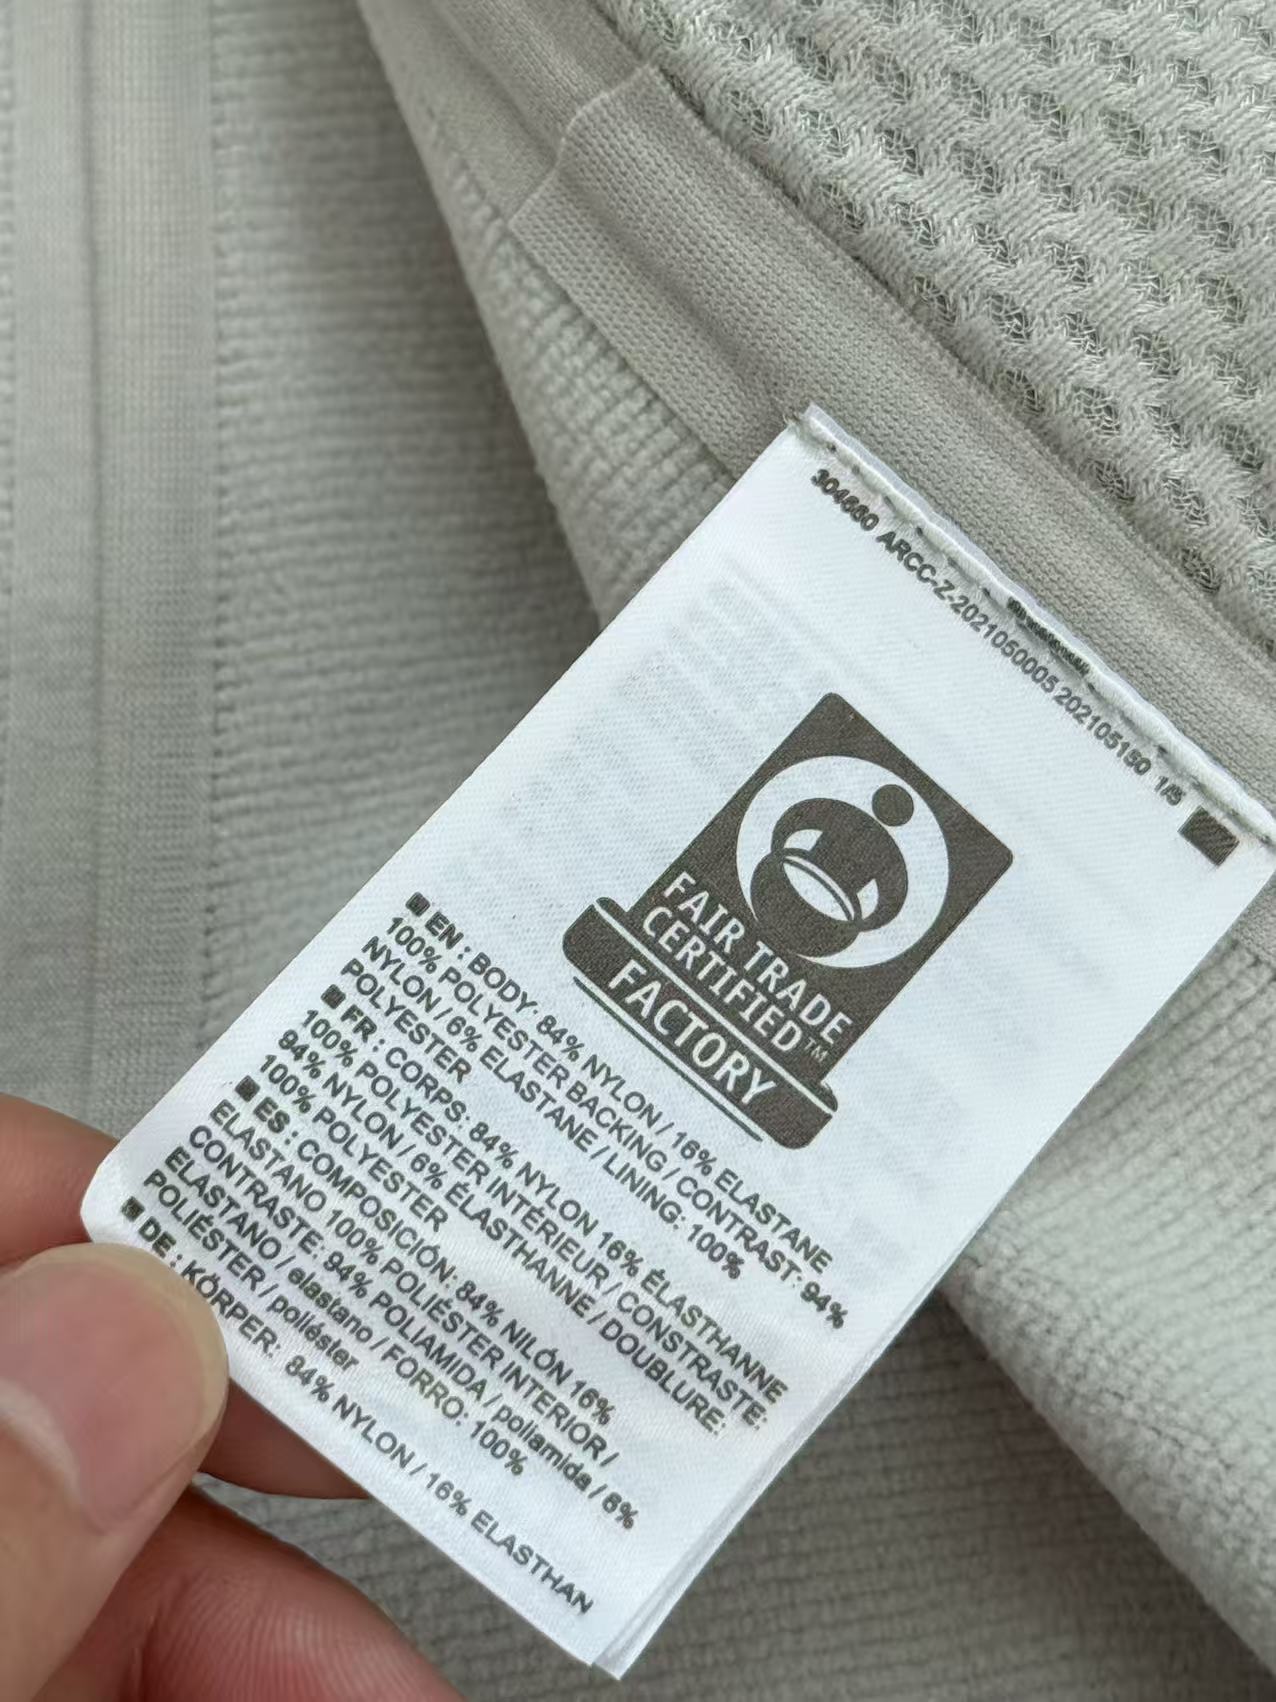 304660 ARCC-Z-2021050005 202105150 1/5
FAIR TRADE
CERTIFIED™
FACTORY
EN : BODY: 84% NYLON / 16% ELASTANE
100% POLYESTER BACKING / CONTRAST: 94%
NYLON / 6% ELASTANE / LINING: 100%
POLYESTER
FR : CORPS: 84% NYLON 16% ÉLASTHANNE
100% POLYESTER INTÉRIEUR / CONSTRASTE:
94% NYLON / 6% ÉLASTHANNE / DOUBLURE:
100% POLYESTER
ES : COMPOSICIÓN: 84% NILÓN 16%
ELASTANO 100% POLIÉSTER INTERIOR /
CONTRASTE: 94% POLIAMIDA / poliamida / 6%
ELASTANO / elastano / FORRO: 100%
POLIÉSTER / poliéster
DE : KÖRPER: 84% NYLON / 16% ELASTHAN